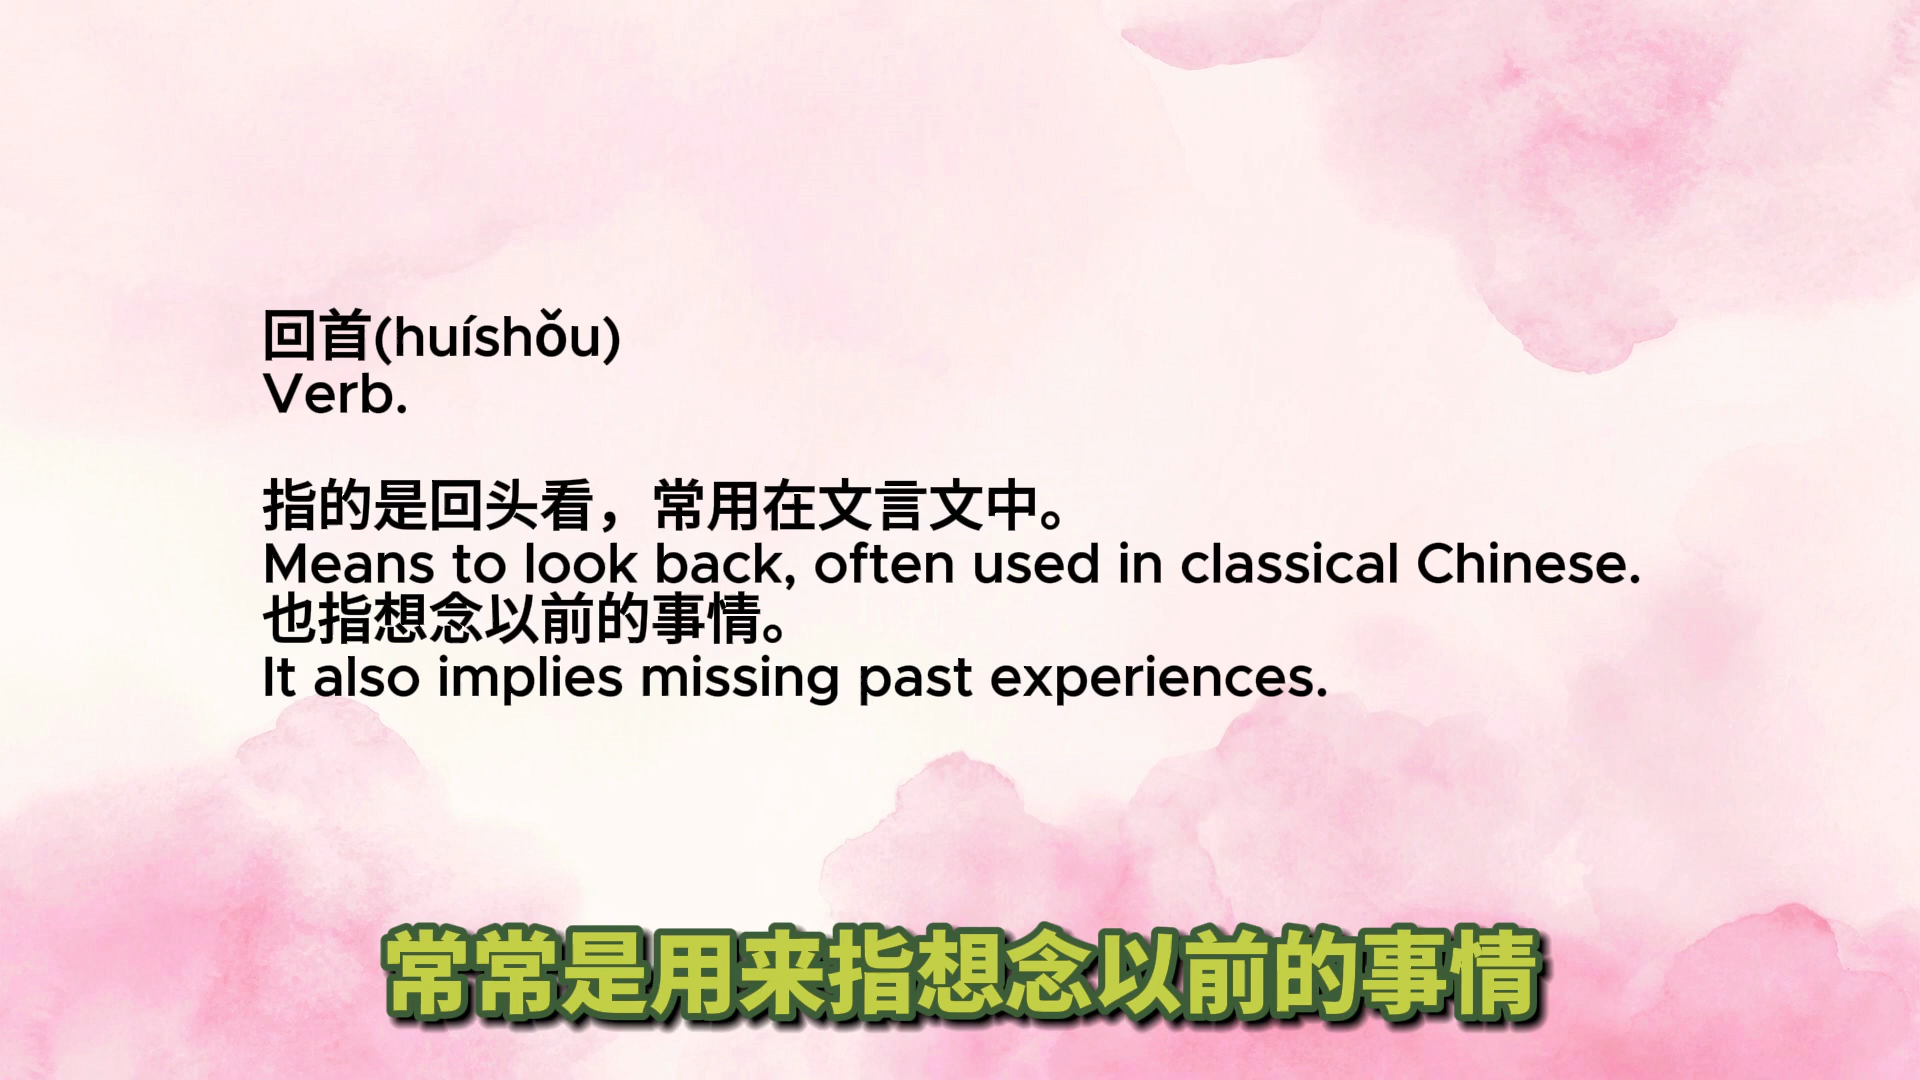 回首(huíshǒu)
Verb.
指的是回头看，常用在文言文中。
Means to look back, often used in classical Chinese.
也指想念以前的事情。
It also implies missing past experiences.
常常是用来指想念以前的事情